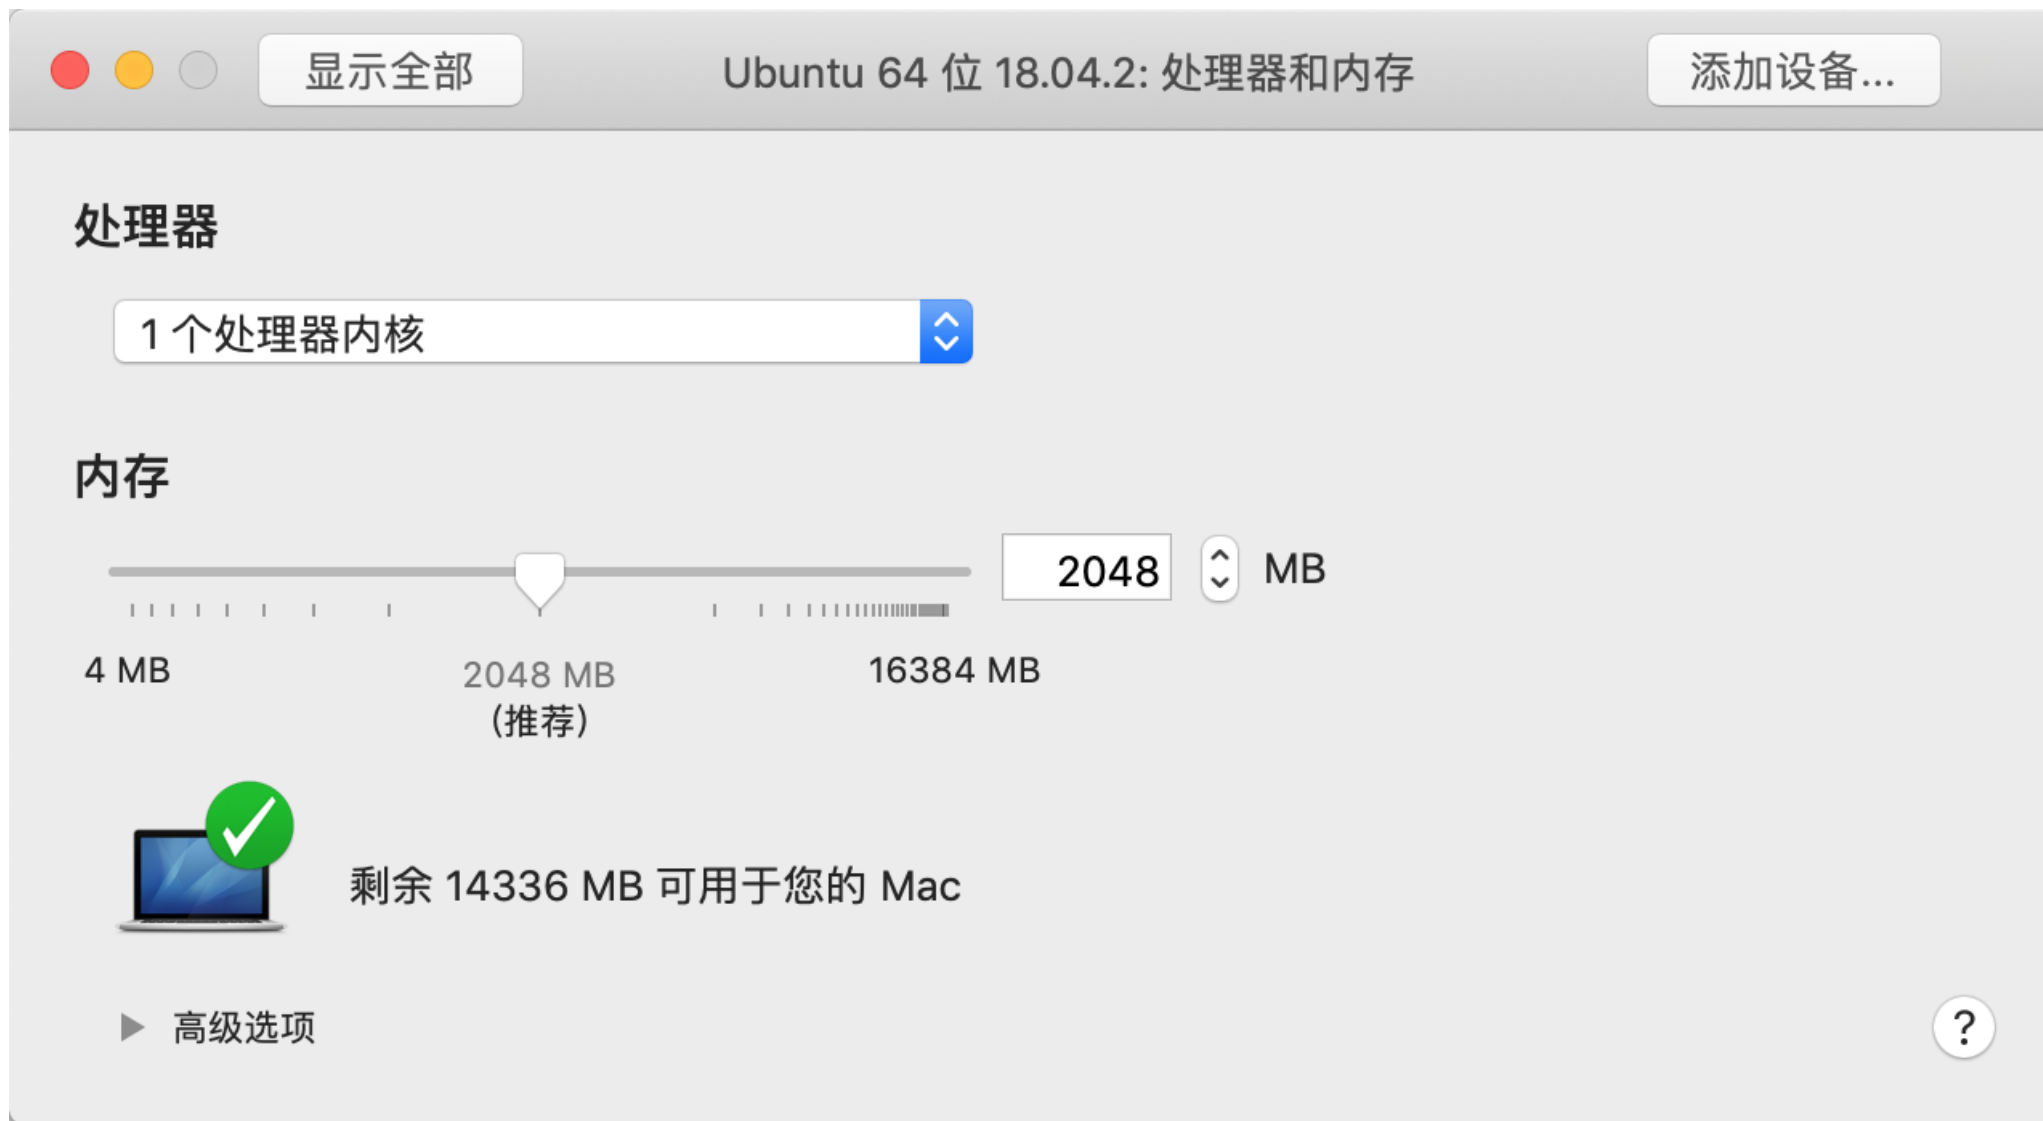 显示全部
Ubuntu 64 位 18.04.2: 处理器和内存
添加设备...
处理器
1 个处理器内核
内存
2048
MB
4 MB
2048 MB
(推荐)
16384 MB
剩余 14336 MB 可用于您的 Mac
高级选项
?